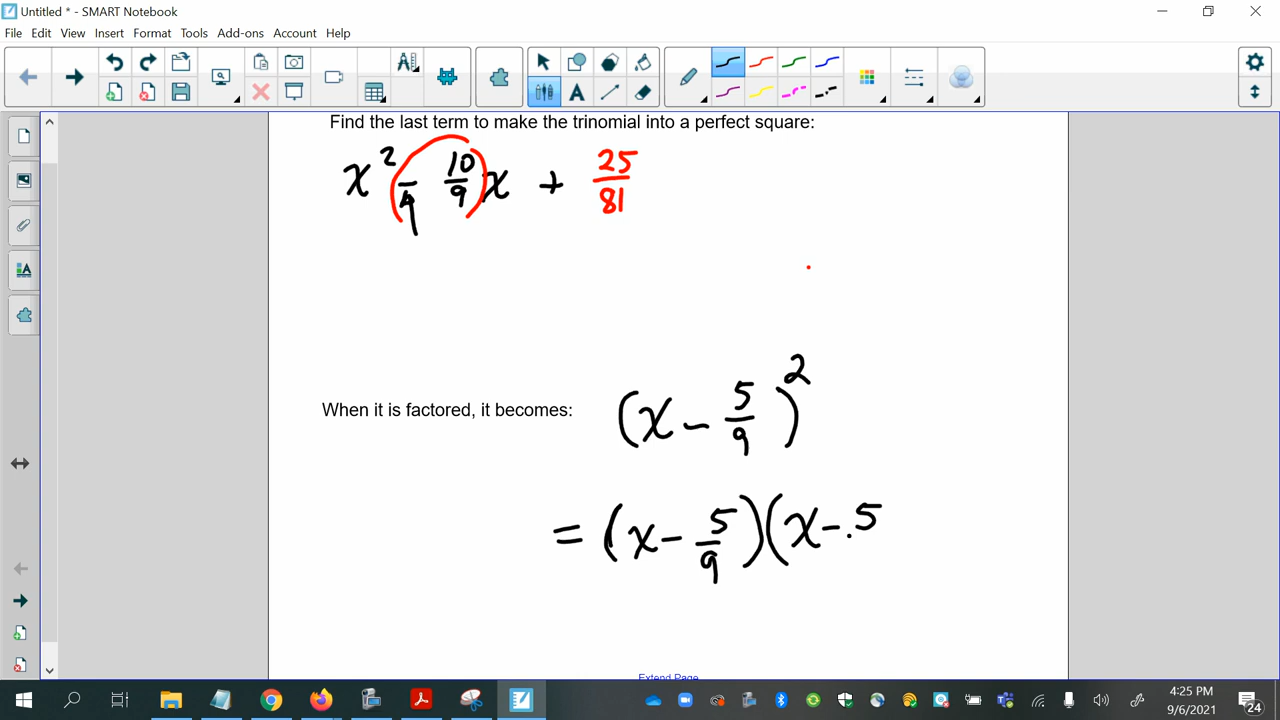 Untitled * - SMART Notebook
File Edit View Insert Format Tools Add-ons Account Help
Find the last term to make the trinomial into a perfect square:
x² - 10/9 x + 25/81
9
When it is factored, it becomes: (x - 5/9)²
= (x - 5/9)(x - .5
Extend Page
4:25 PM
9/6/2021
24